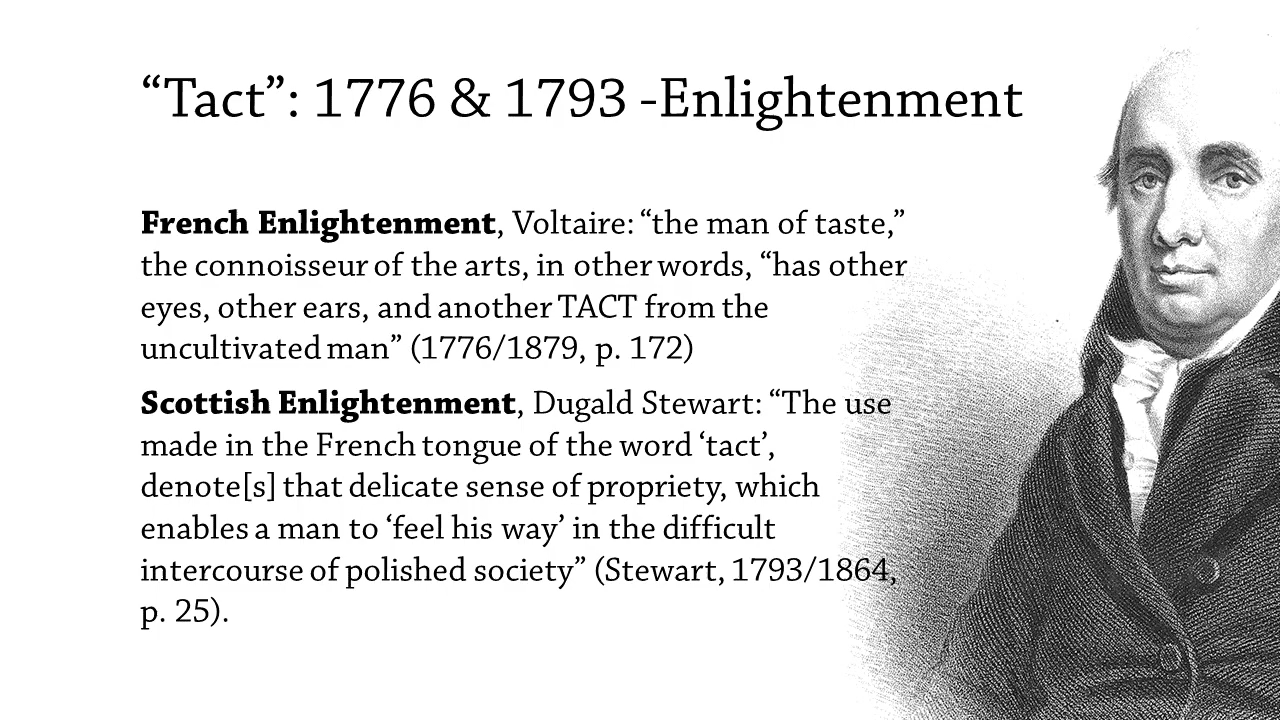 “Tact”: 1776 & 1793 -Enlightenment
French Enlightenment, Voltaire: “the man of taste,”
the connoisseur of the arts, in other words, “has other
eyes, other ears, and another TACT from the
uncultivated man” (1776/1879, p. 172)
Scottish Enlightenment, Dugald Stewart: “The use
made in the French tongue of the word ‘tact’,
denote[s] that delicate sense of propriety, which
enables a man to ‘feel his way’ in the difficult
intercourse of polished society” (Stewart, 1793/1864,
p. 25).